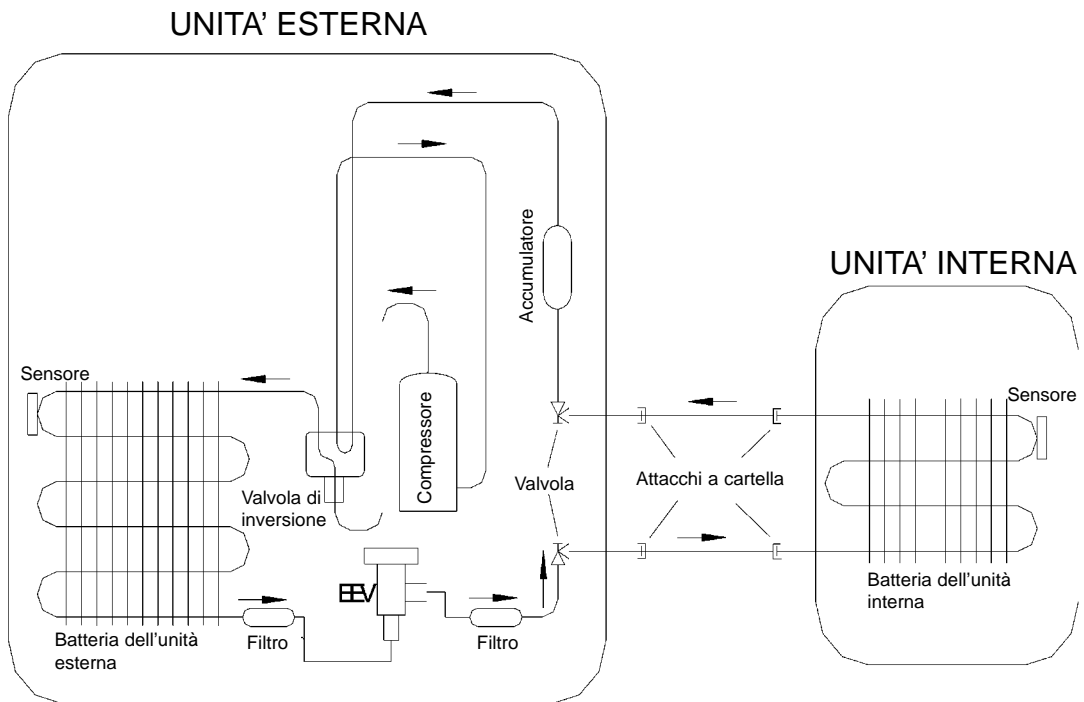 UNITA' ESTERNA
UNITA' INTERNA
Accumulatore
Sensore
Sensore
Compressore
Valvola di
inversione
Valvola
Attacchi a cartella
EEV
Batteria dell'unità
interna
Batteria dell'unità
esterna
Filtro
Filtro